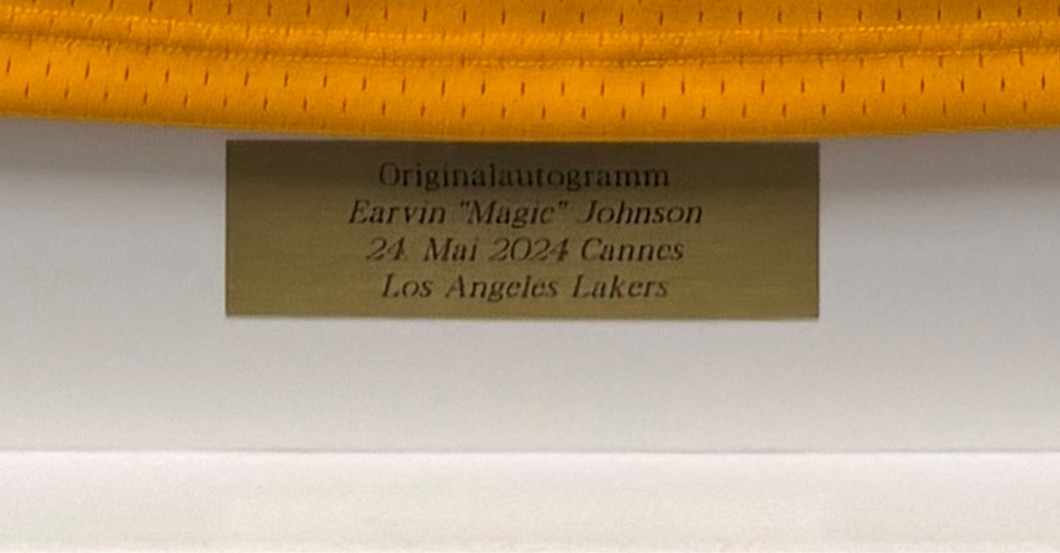 Originalautogramm
Earvin "Magic" Johnson
24. Mai 2024 Cannes
Los Angeles Lakers